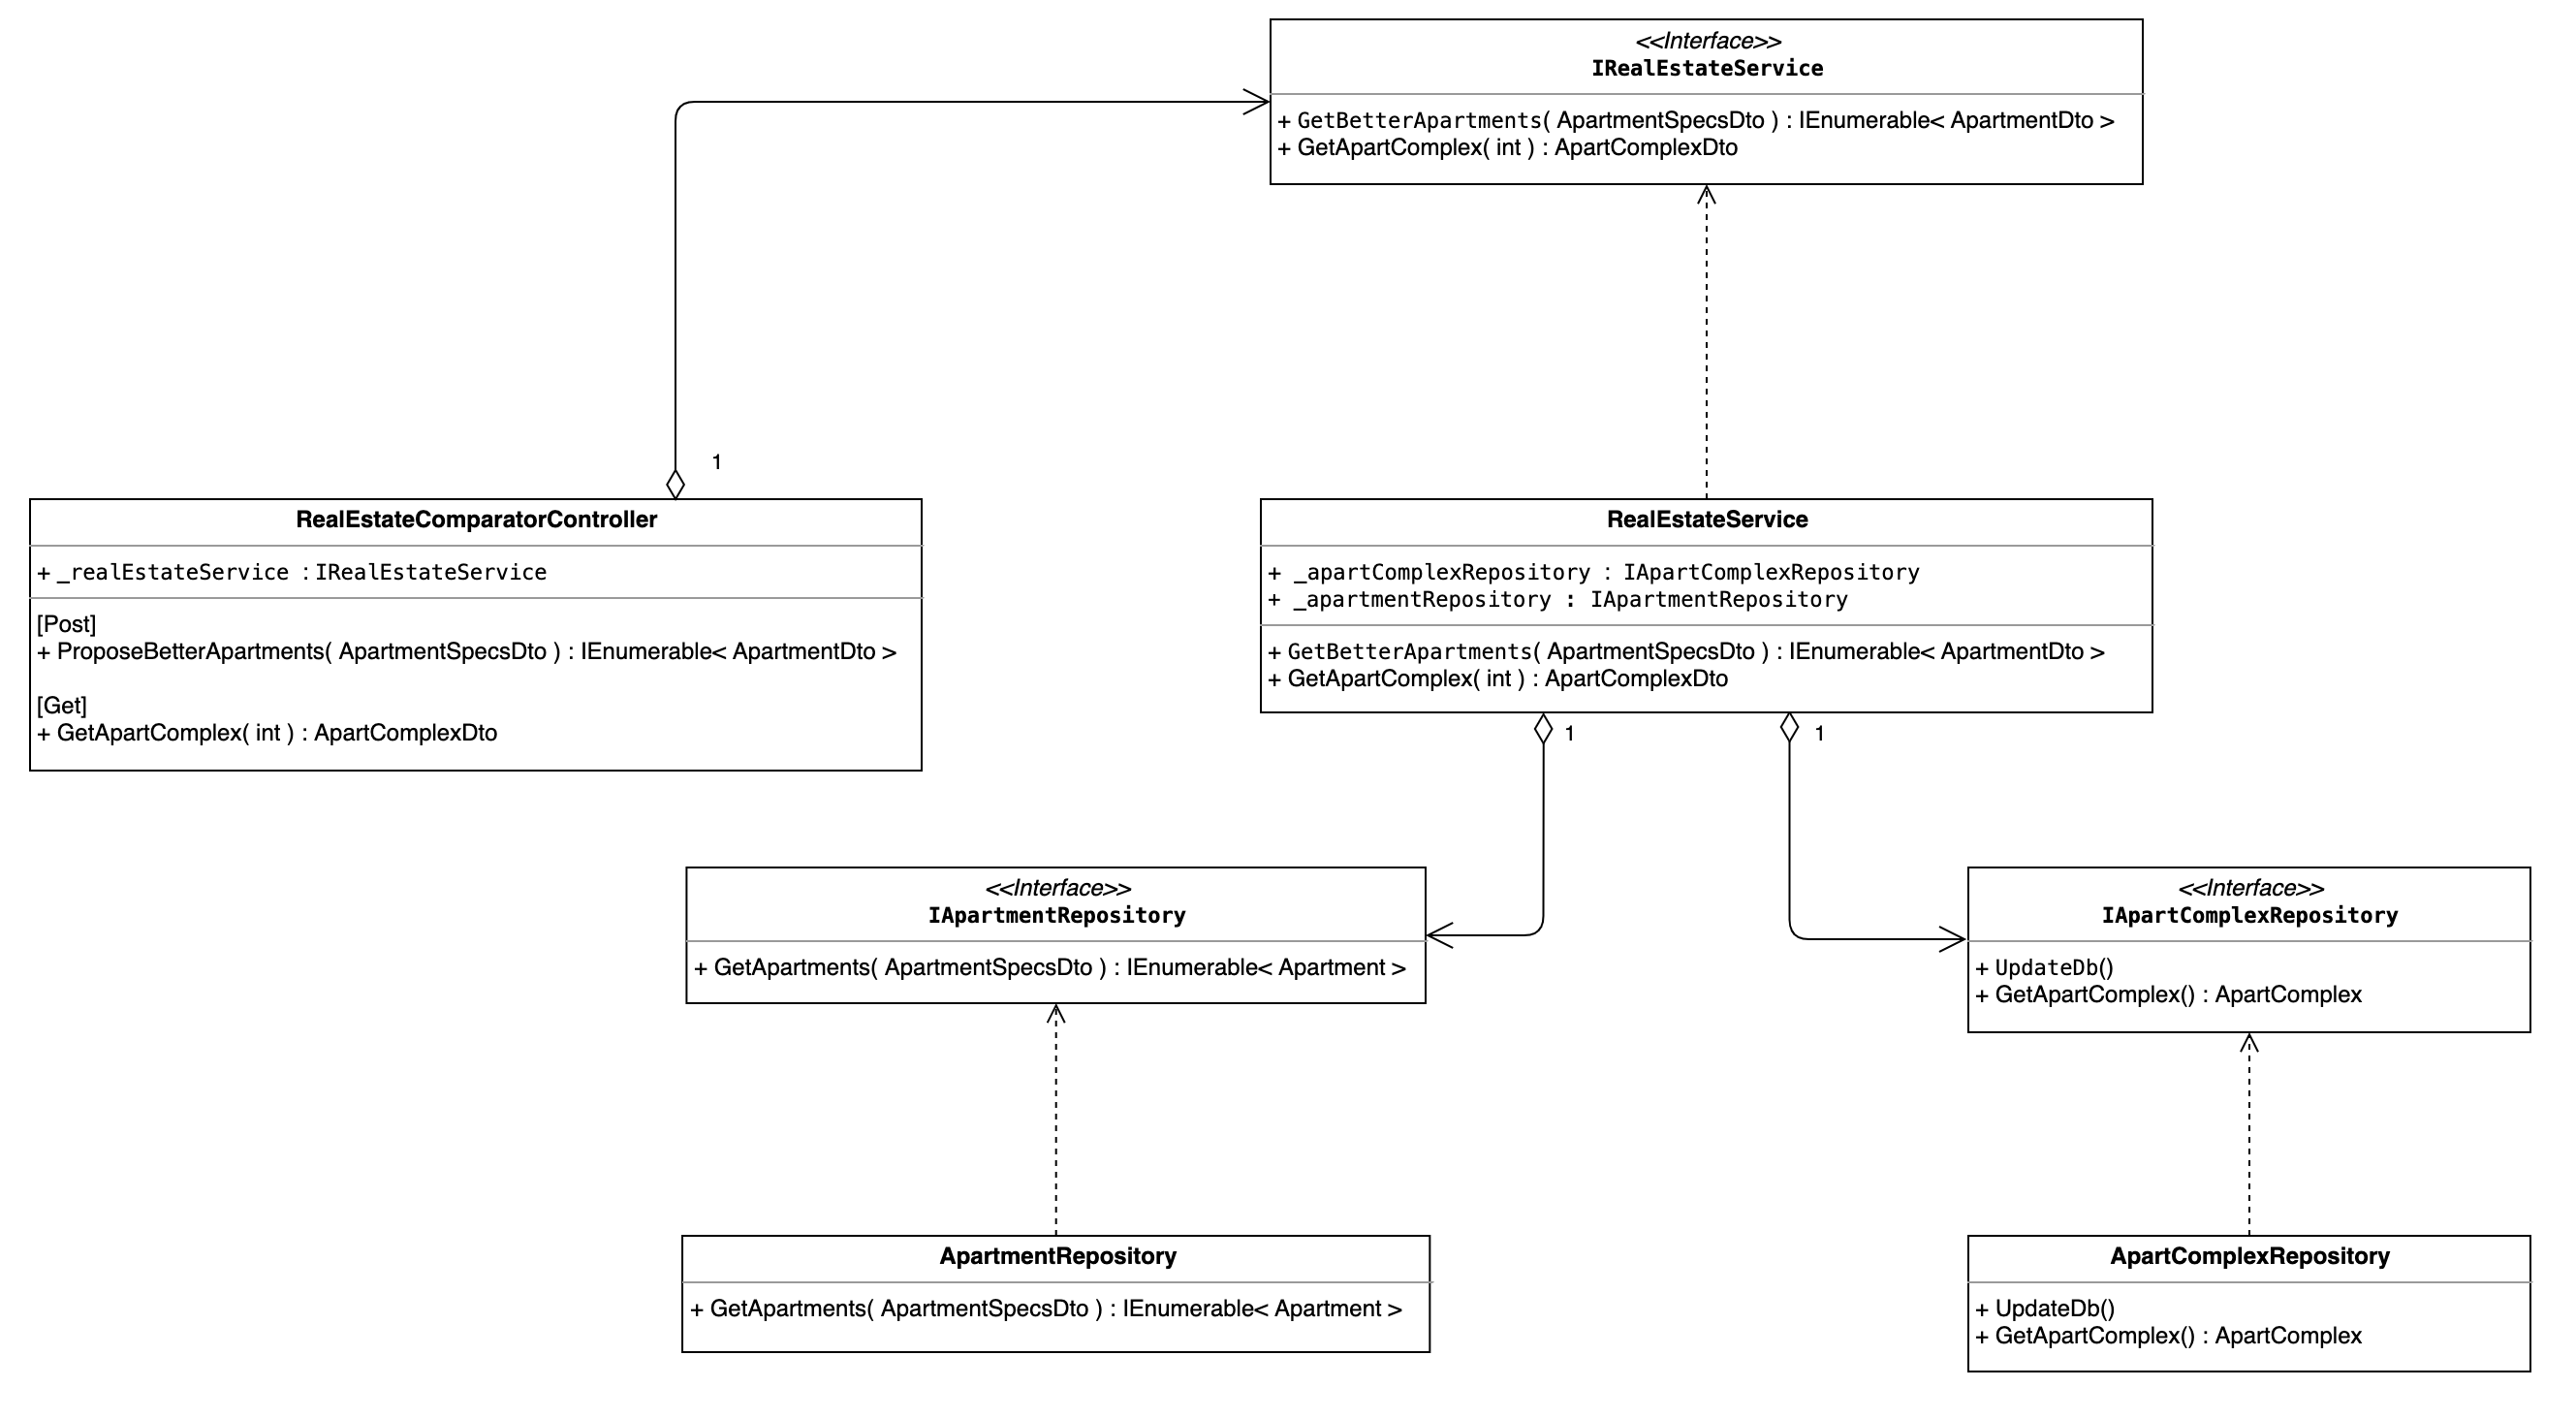 <<Interface>>
IRealEstateService
+ GetBetterApartments( ApartmentSpecsDto ) : IEnumerable< ApartmentDto >
+ GetApartComplex( int ) : ApartComplexDto
1
RealEstateComparatorController
+ _realEstateService : IRealEstateService
[Post]
+ ProposeBetterApartments( ApartmentSpecsDto ) : IEnumerable< ApartmentDto >
[Get]
+ GetApartComplex( int ) : ApartComplexDto
RealEstateService
+ _apartComplexRepository : IApartComplexRepository
+ _apartmentRepository : IApartmentRepository
+ GetBetterApartments( ApartmentSpecsDto ) : IEnumerable< ApartmentDto >
+ GetApartComplex( int ) : ApartComplexDto
1
1
<<Interface>>
IApartmentRepository
+ GetApartments( ApartmentSpecsDto ) : IEnumerable< Apartment >
<<Interface>>
IApartComplexRepository
+ UpdateDb()
+ GetApartComplex() : ApartComplex
ApartmentRepository
+ GetApartments( ApartmentSpecsDto ) : IEnumerable< Apartment >
ApartComplexRepository
+ UpdateDb()
+ GetApartComplex() : ApartComplex